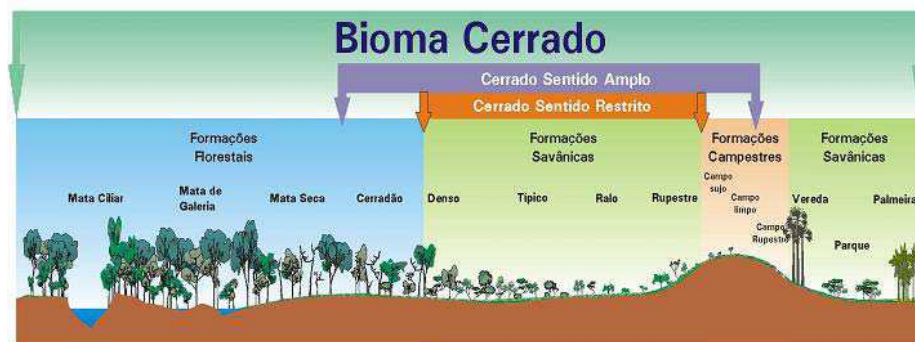 Bioma Cerrado
Cerrado Sentido Amplo
Cerrado Sentido Restrito
Formações
Florestais
Formações
Savânicas
Formações
Campestres
Formações
Savânicas
Mata Ciliar
Mata de
Galeria
Mata Seca
Cerradão
Denso
Típico
Ralo
Rupestre
Campo
sujo
Campo
limpo
Campo
Rupestre
Vereda
Parque
Palmeiral